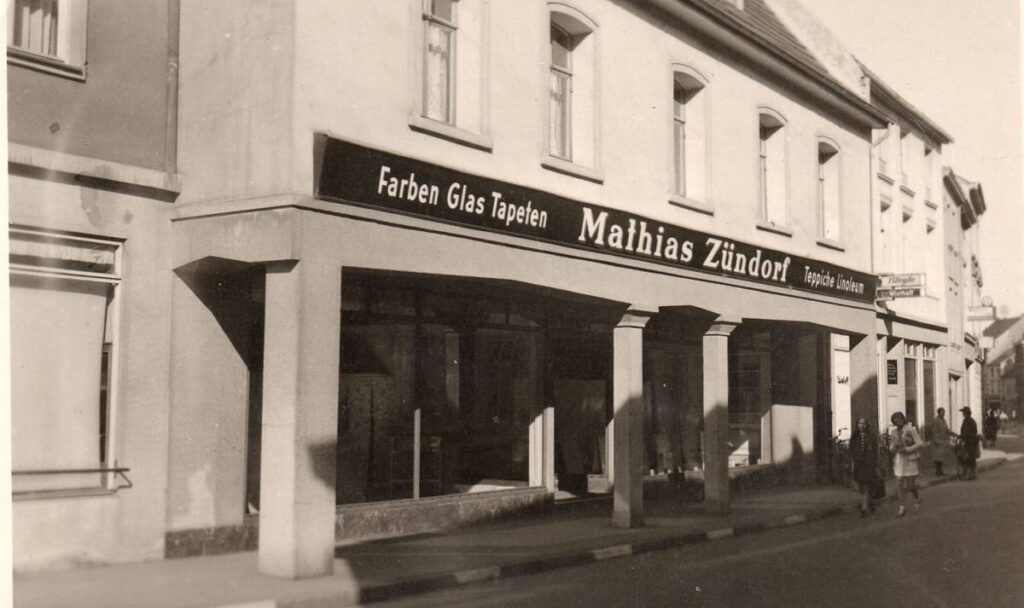 Farben Glas Tapeten Mathias Zündorf Teppiche Linoleum